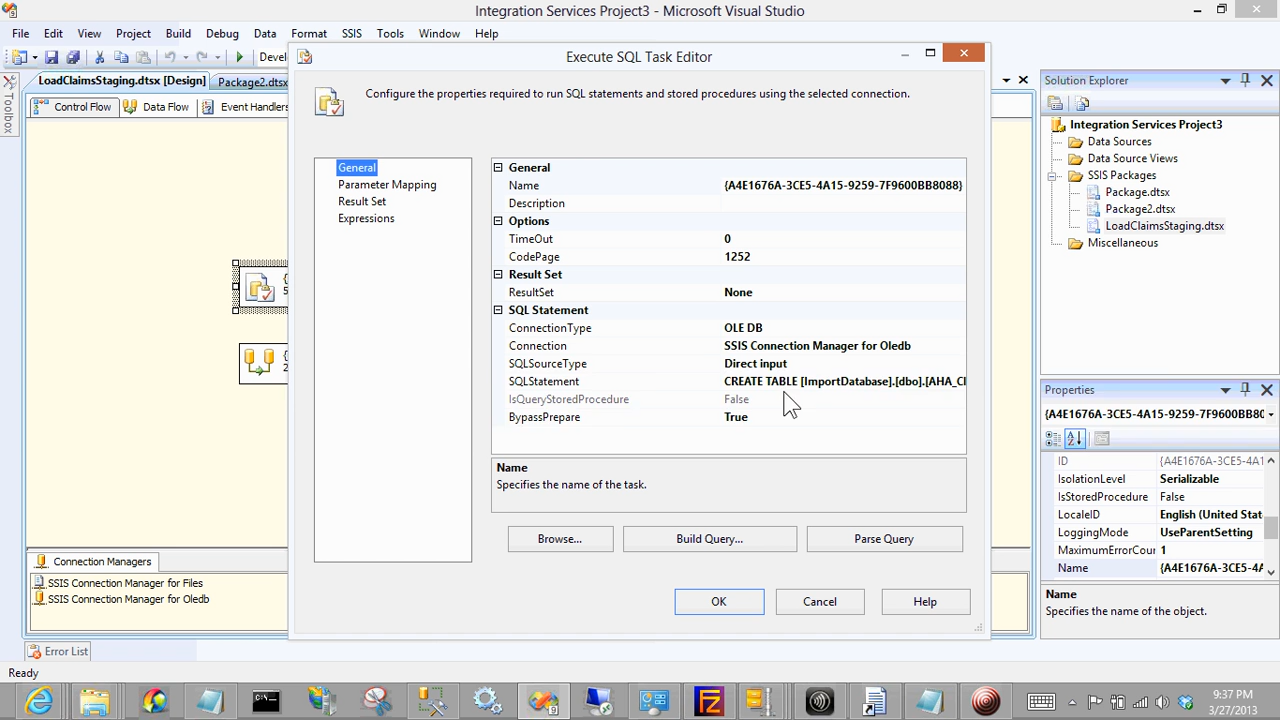 Integration Services Project3 - Microsoft Visual Studio
File Edit View Project Build Debug Data Format SSIS Tools Window Help
Devel
LoadClaimsStaging.dtsx [Design] Package2.dtsx
Control Flow Data Flow Event Handlers
Toolbox
Execute SQL Task Editor
Configure the properties required to run SQL statements and stored procedures using the selected connection.
General
Parameter Mapping
Result Set
Expressions
General
Name {A4E1676A-3CE5-4A15-9259-7F9600BB8088}
Description
Options
TimeOut 0
CodePage 1252
Result Set
ResultSet None
SQL Statement
ConnectionType OLE DB
Connection SSIS Connection Manager for Oledb
SQLSourceType Direct input
SQLStatement CREATE TABLE [ImportDatabase].[dbo].[AHA_Cl
IsQueryStoredProcedure False
BypassPrepare True
Name
Specifies the name of the task.
Browse... Build Query... Parse Query
OK Cancel Help
Connection Managers
SSIS Connection Manager for Files
SSIS Connection Manager for Oledb
Error List
Ready
Solution Explorer
Integration Services Project3
Data Sources
Data Source Views
SSIS Packages
Package.dtsx
Package2.dtsx
LoadClaimsStaging.dtsx
Miscellaneous
Properties
{A4E1676A-3CE5-4A15-9259-7F9600BB80
ID {A4E1676A-3CE5-4A1
IsolationLevel Serializable
IsStoredProcedure False
LocaleID English (United Stat
LoggingMode UseParentSetting
MaximumErrorCour 1
Name {A4E1676A-3CE5-4A
Name
Specifies the name of the object.
9:37 PM
3/27/2013